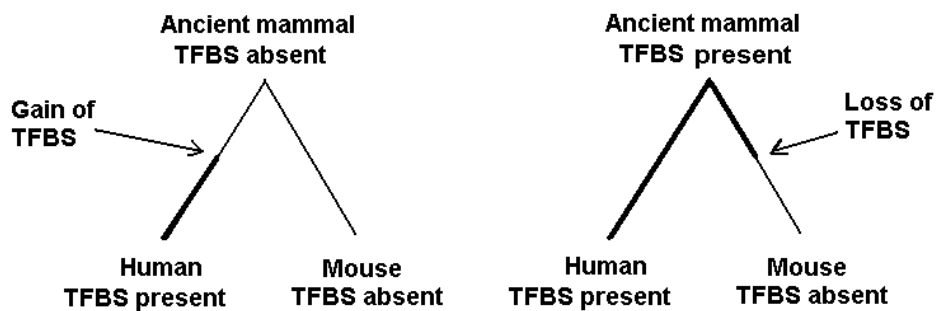 Ancient mammal
TFBS absent
Gain of
TFBS
Human
TFBS present
Mouse
TFBS absent
Ancient mammal
TFBS present
Loss of
TFBS
Human
TFBS present
Mouse
TFBS absent